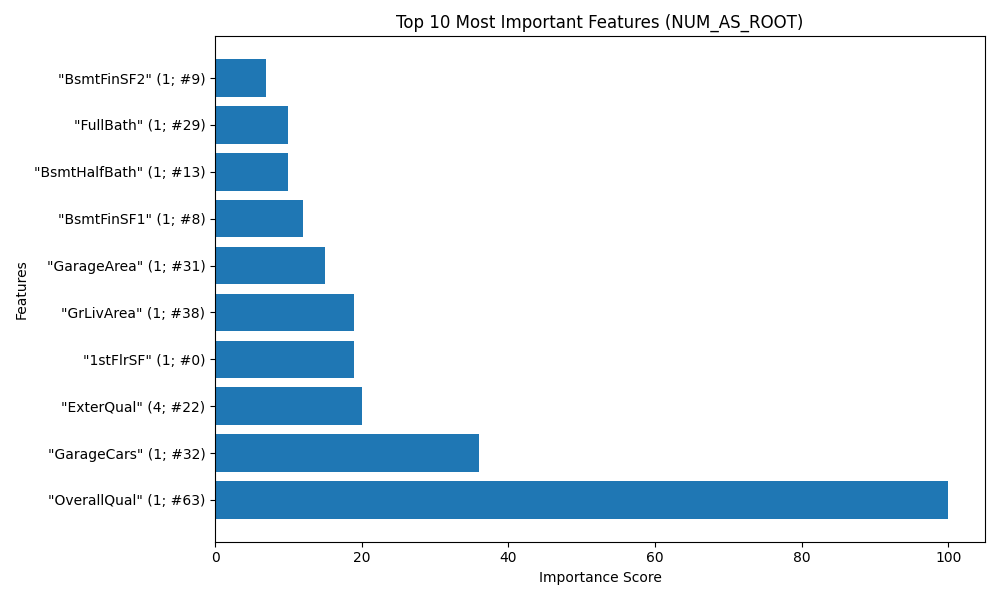 Top 10 Most Important Features (NUM_AS_ROOT)
Features
"BsmtFinSF2" (1; #9)
"FullBath" (1; #29)
"BsmtHalfBath" (1; #13)
"BsmtFinSF1" (1; #8)
"GarageArea" (1; #31)
"GrLivArea" (1; #38)
"1stFlrSF" (1; #0)
"ExterQual" (4; #22)
"GarageCars" (1; #32)
"OverallQual" (1; #63)
0 20 40 60 80 100
Importance Score